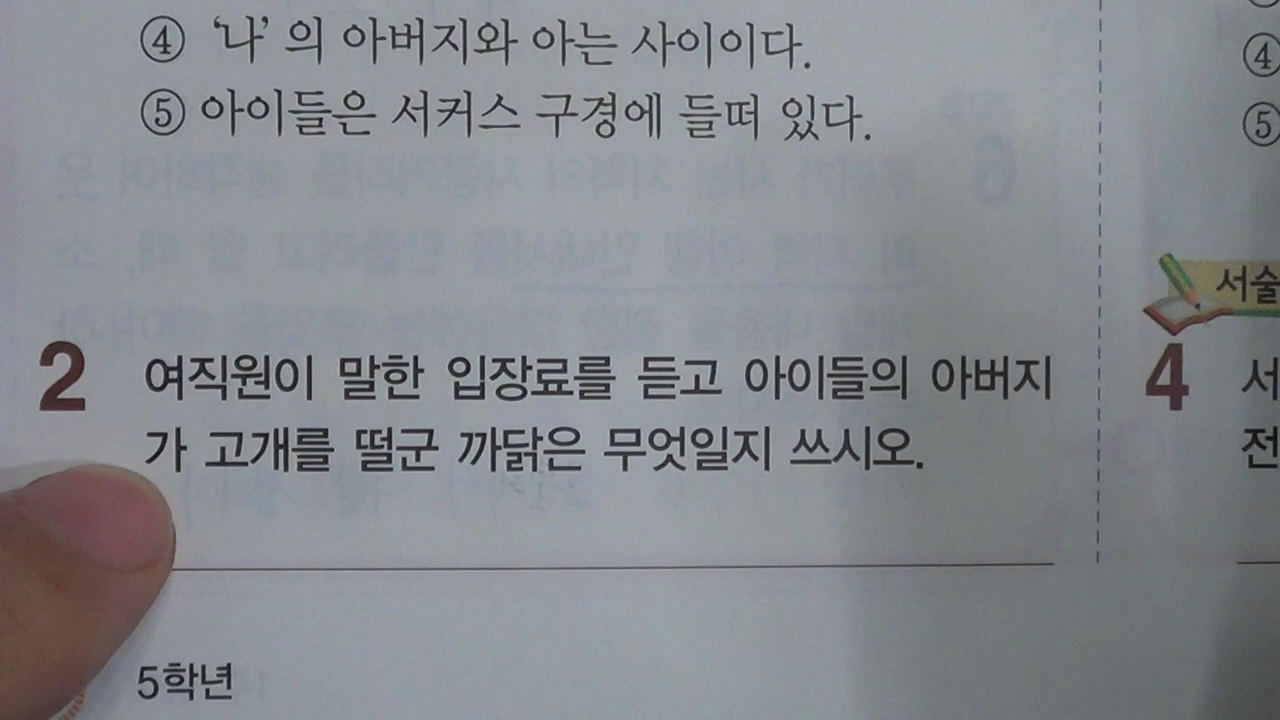 ④ ‘나’의 아버지와 아는 사이이다.
⑤ 아이들은 서커스 구경에 들떠 있다.
2 여직원이 말한 입장료를 듣고 아이들의 아버지
가 고개를 떨군 까닭은 무엇일지 쓰시오.
5학년
④
⑤
서술
4 서
전